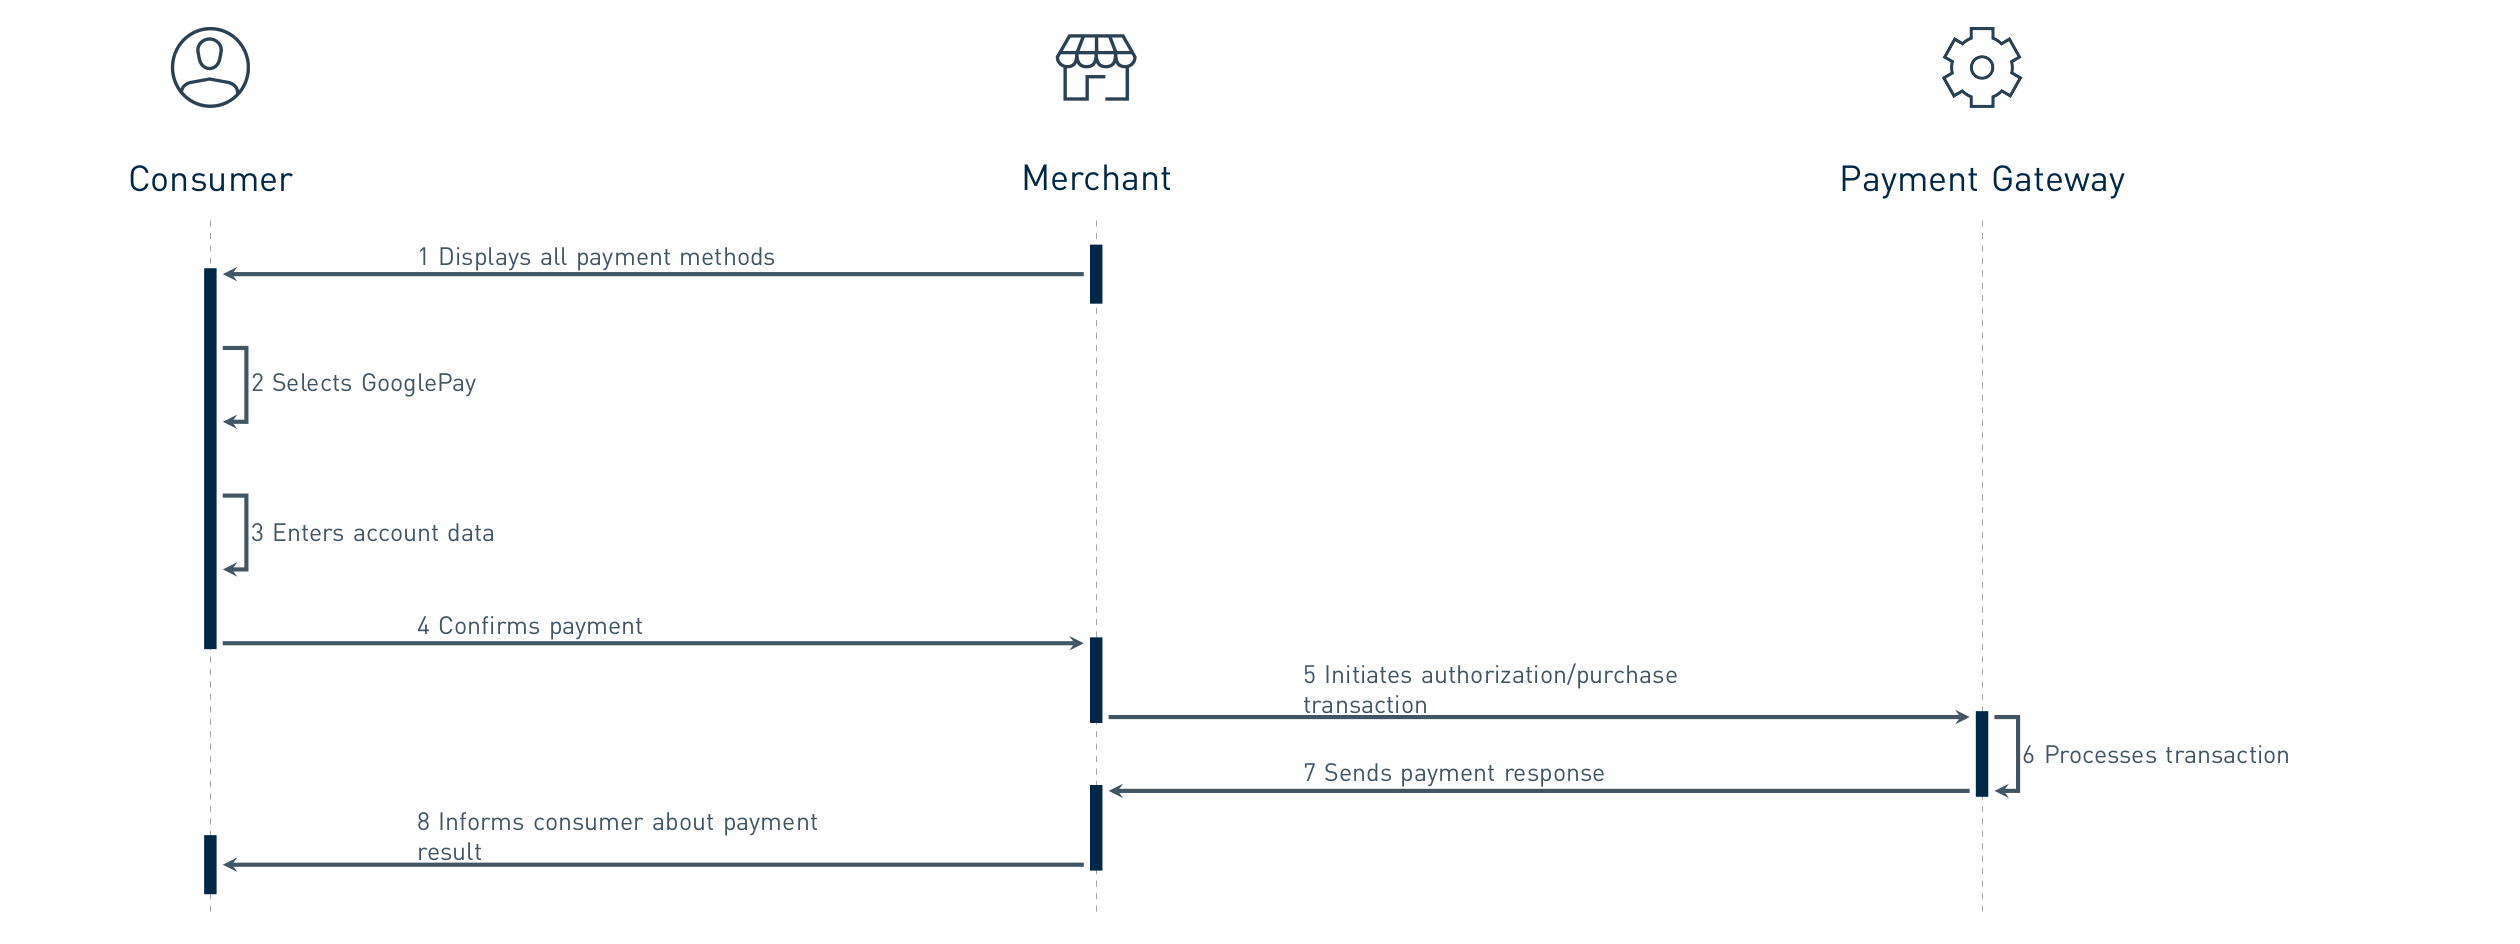 Consumer
Merchant
Payment Gateway
1 Displays all payment methods
2 Selects GooglePay
3 Enters account data
4 Confirms payment
5 Initiates authorization/purchase
transaction
6 Processes transaction
7 Sends payment response
8 Informs consumer about payment
result